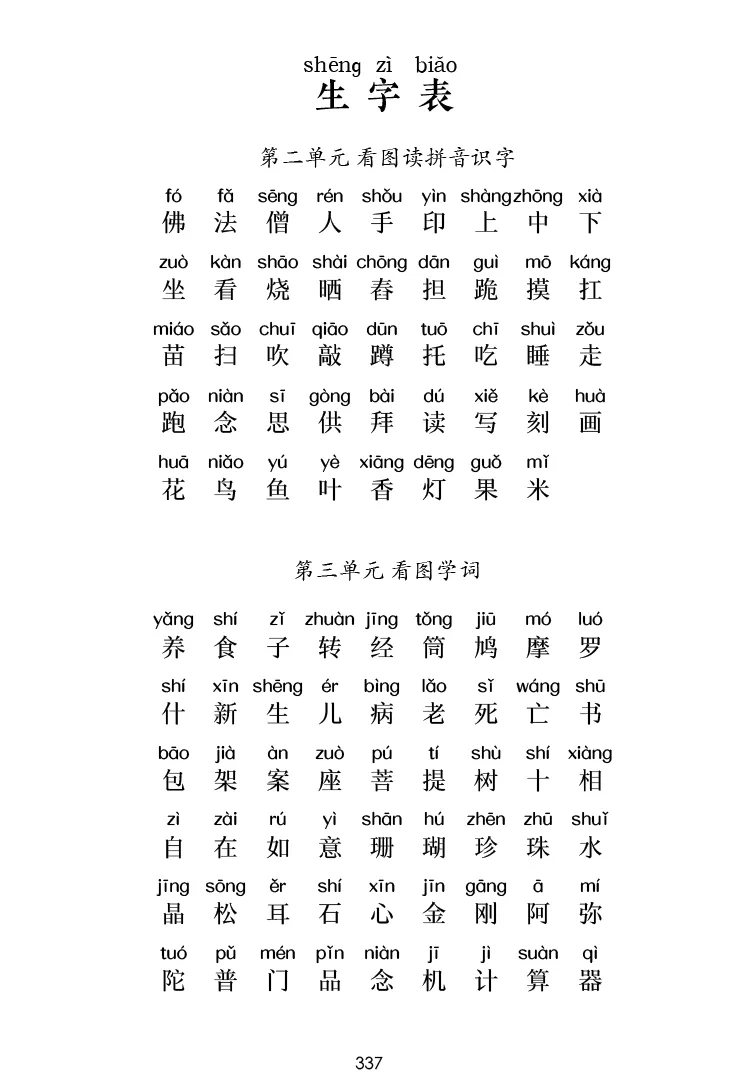 shēng zì biǎo
生 字 表
第二单元 看图读拼音识字
fó fǎ sēng rén shǒu yìn shàng zhōng xià
佛 法 僧 人 手 印 上 中 下
zuò kàn shāo shài chōng dān guì mō káng
坐 看 烧 晒 舂 担 跪 摸 扛
miáo sǎo chuī qiāo dūn tuō chī shuì zǒu
苗 扫 吹 敲 蹲 托 吃 睡 走
pǎo niàn sī gòng bài dú xiě kè huà
跑 念 思 供 拜 读 写 刻 画
huā niǎo yú yè xiāng dēng guǒ mǐ
花 鸟 鱼 叶 香 灯 果 米
第三单元 看图学词
yǎng shí zǐ zhuàn jīng tǒng jiū mó luó
养 食 子 转 经 筒 鸠 摩 罗
shí xīn shēng ér bìng lǎo sǐ wáng shū
什 新 生 儿 病 老 死 亡 书
bāo jià àn zuò pú tí shù shí xiàng
包 架 案 座 菩 提 树 十 相
zì zài rú yì shān hú zhēn zhū shuǐ
自 在 如 意 珊 瑚 珍 珠 水
jīng sōng ěr shí xīn jīn gāng ā mí
晶 松 耳 石 心 金 刚 阿 弥
tuó pǔ mén pǐn niàn jī jì suàn qì
陀 普 门 品 念 机 计 算 器
337